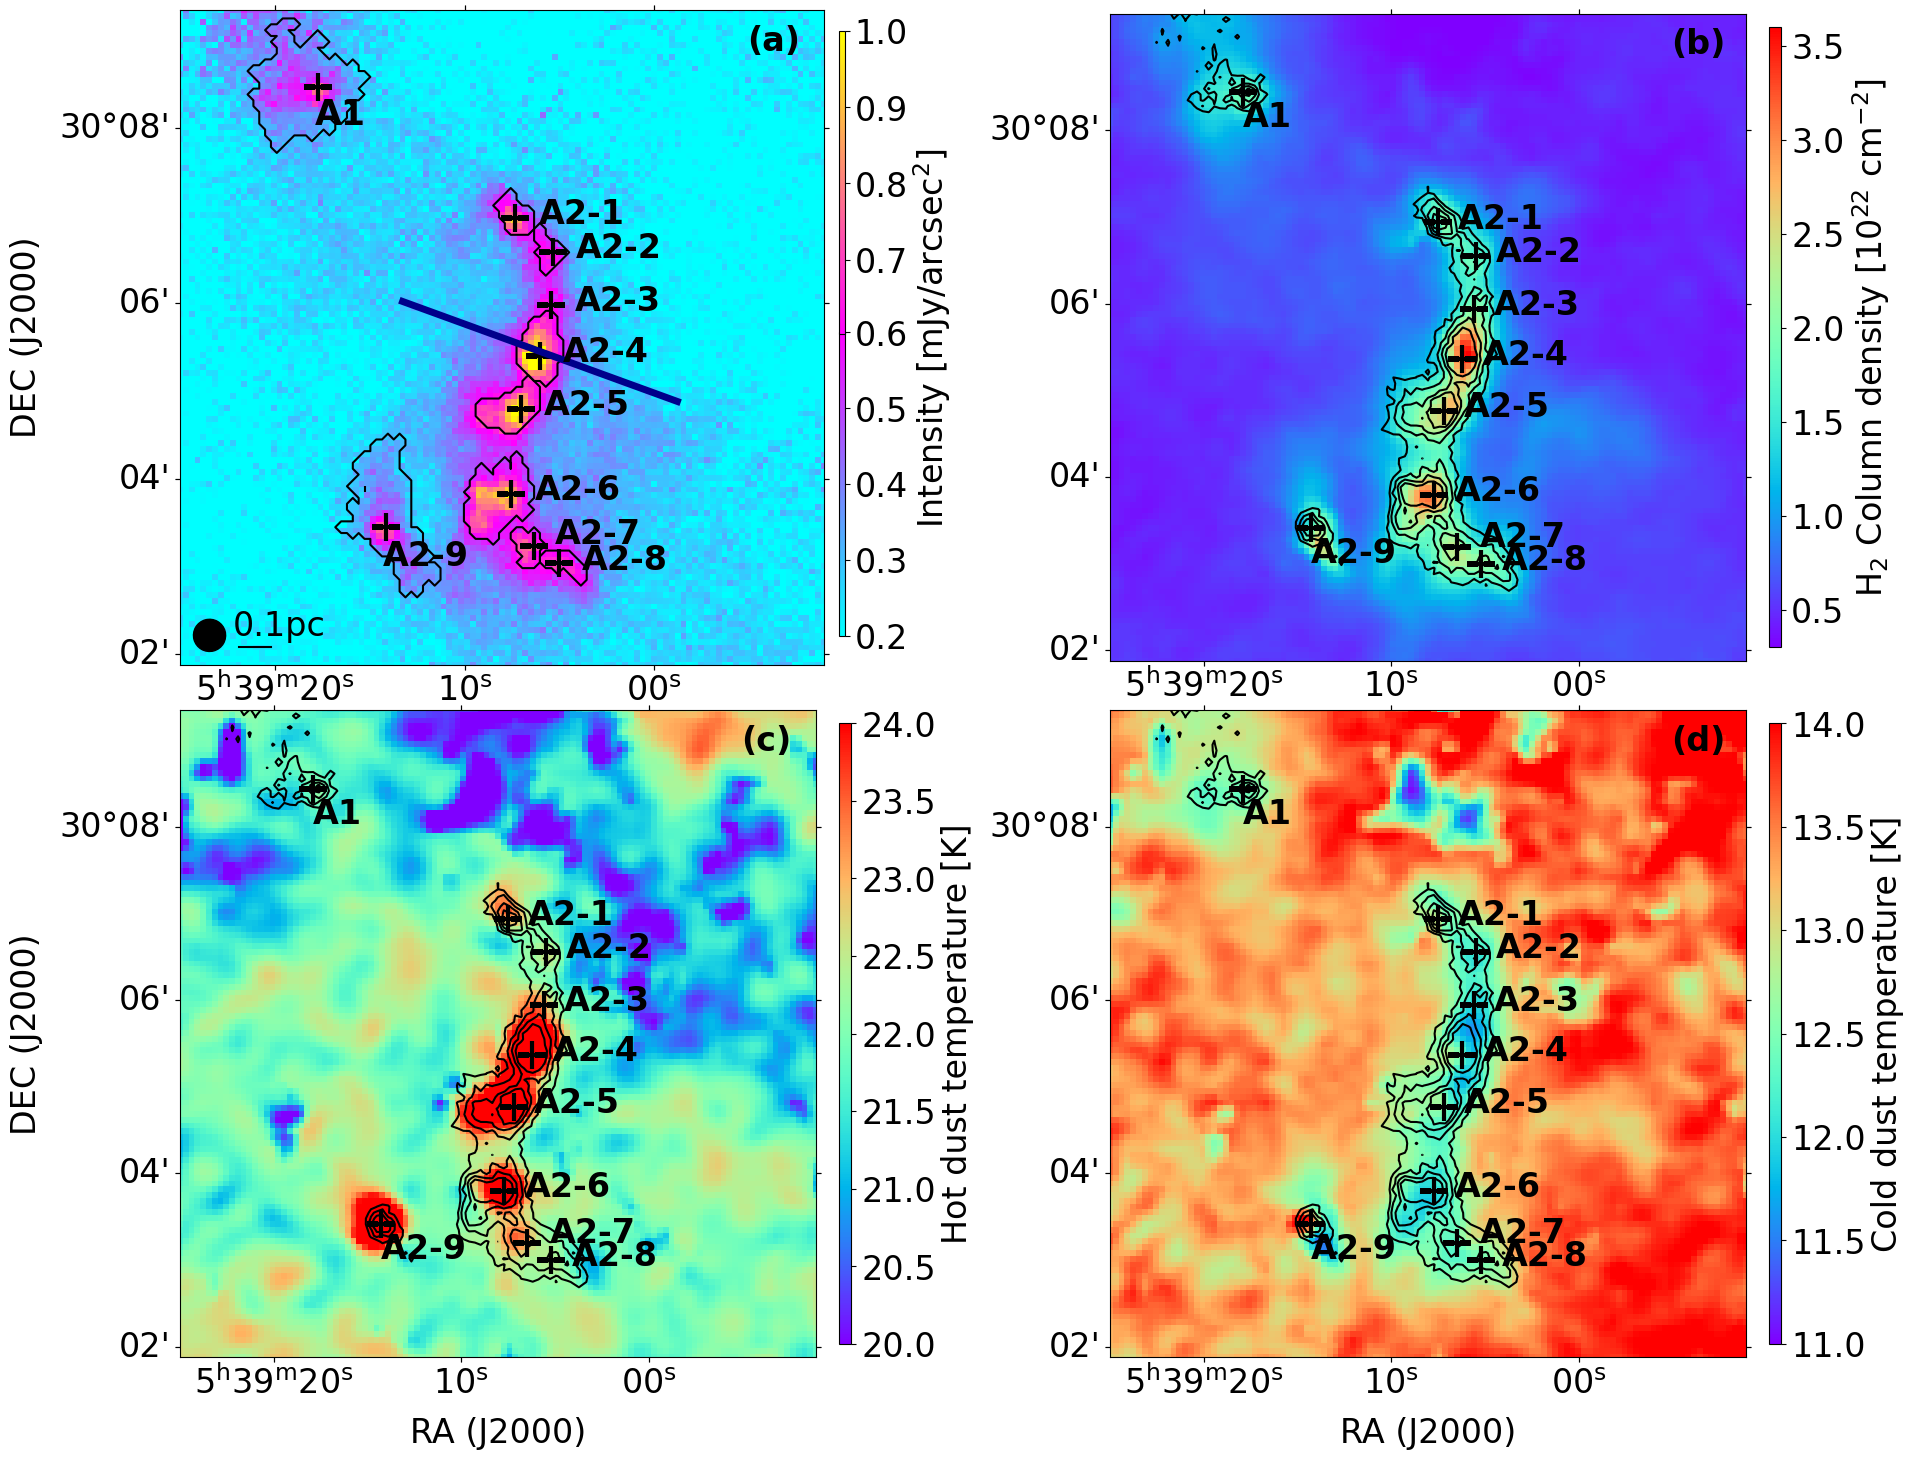 (a)
A1
A2-1
A2-2
A2-3
A2-4
A2-5
A2-6
A2-7
A2-8
A2-9
0.1pc
30°08'
06'
04'
02'
DEC (J2000)
5ʰ39ᵐ20ˢ 10ˢ 00ˢ
1.0
0.9
0.8
0.7
0.6
0.5
0.4
0.3
0.2
Intensity [mJy/arcsec²]
(b)
A1
A2-1
A2-2
A2-3
A2-4
A2-5
A2-6
A2-7
A2-8
A2-9
30°08'
06'
04'
02'
5ʰ39ᵐ20ˢ 10ˢ 00ˢ
3.5
3.0
2.5
2.0
1.5
1.0
0.5
H₂ Column density [10²² cm⁻²]
(c)
A1
A2-1
A2-2
A2-3
A2-4
A2-5
A2-6
A2-7
A2-8
A2-9
30°08'
06'
04'
02'
DEC (J2000)
5ʰ39ᵐ20ˢ 10ˢ 00ˢ
RA (J2000)
24.0
23.5
23.0
22.5
22.0
21.5
21.0
20.5
20.0
Hot dust temperature [K]
(d)
A1
A2-1
A2-2
A2-3
A2-4
A2-5
A2-6
A2-7
A2-8
A2-9
30°08'
06'
04'
02'
5ʰ39ᵐ20ˢ 10ˢ 00ˢ
RA (J2000)
14.0
13.5
13.0
12.5
12.0
11.5
11.0
Cold dust temperature [K]